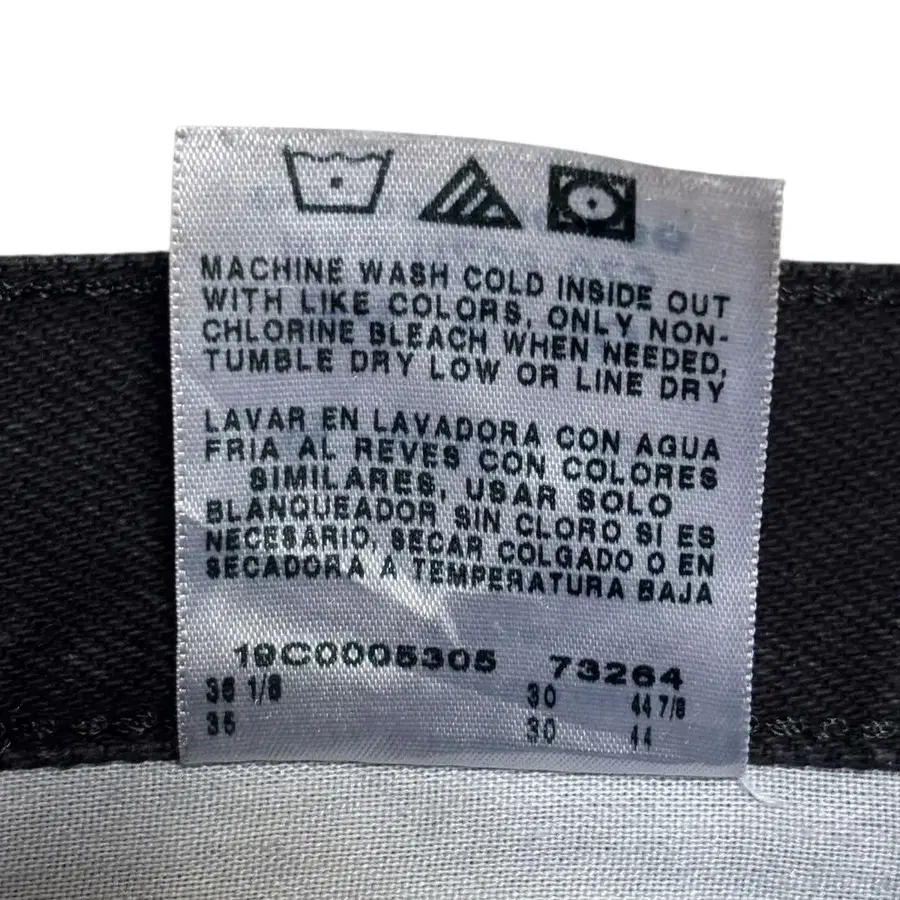 MACHINE WASH COLD INSIDE OUT
WITH LIKE COLORS, ONLY NON-
CHLORINE BLEACH WHEN NEEDED,
TUMBLE DRY LOW OR LINE DRY
LAVAR EN LAVADORA CON AGUA
FRIA AL REVES CON COLORES
SIMILARES, USAR SOLO
BLANQUEADOR SIN CLORO SI ES
NECESARIO, SECAR COLGADO O EN
SECADORA A TEMPERATURA BAJA
19C0005305 73264
36 1/8 30 44 7/8
35 30 44